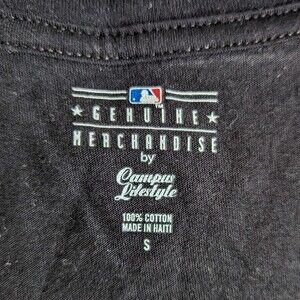 ★ GENUINE ★
MERCHANDISE
by
Campus
Lifestyle
100% COTTON
MADE IN HAITI
S